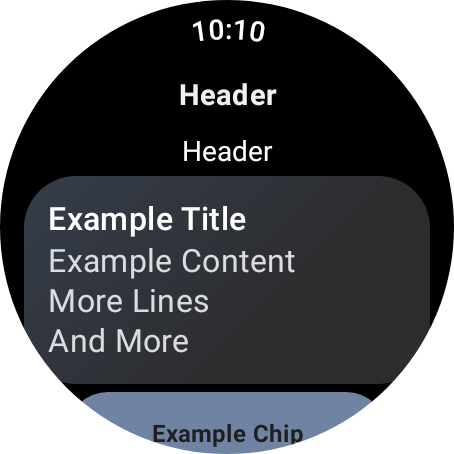 10:10
Header
Header
Example Title
Example Content
More Lines
And More
Example Chip